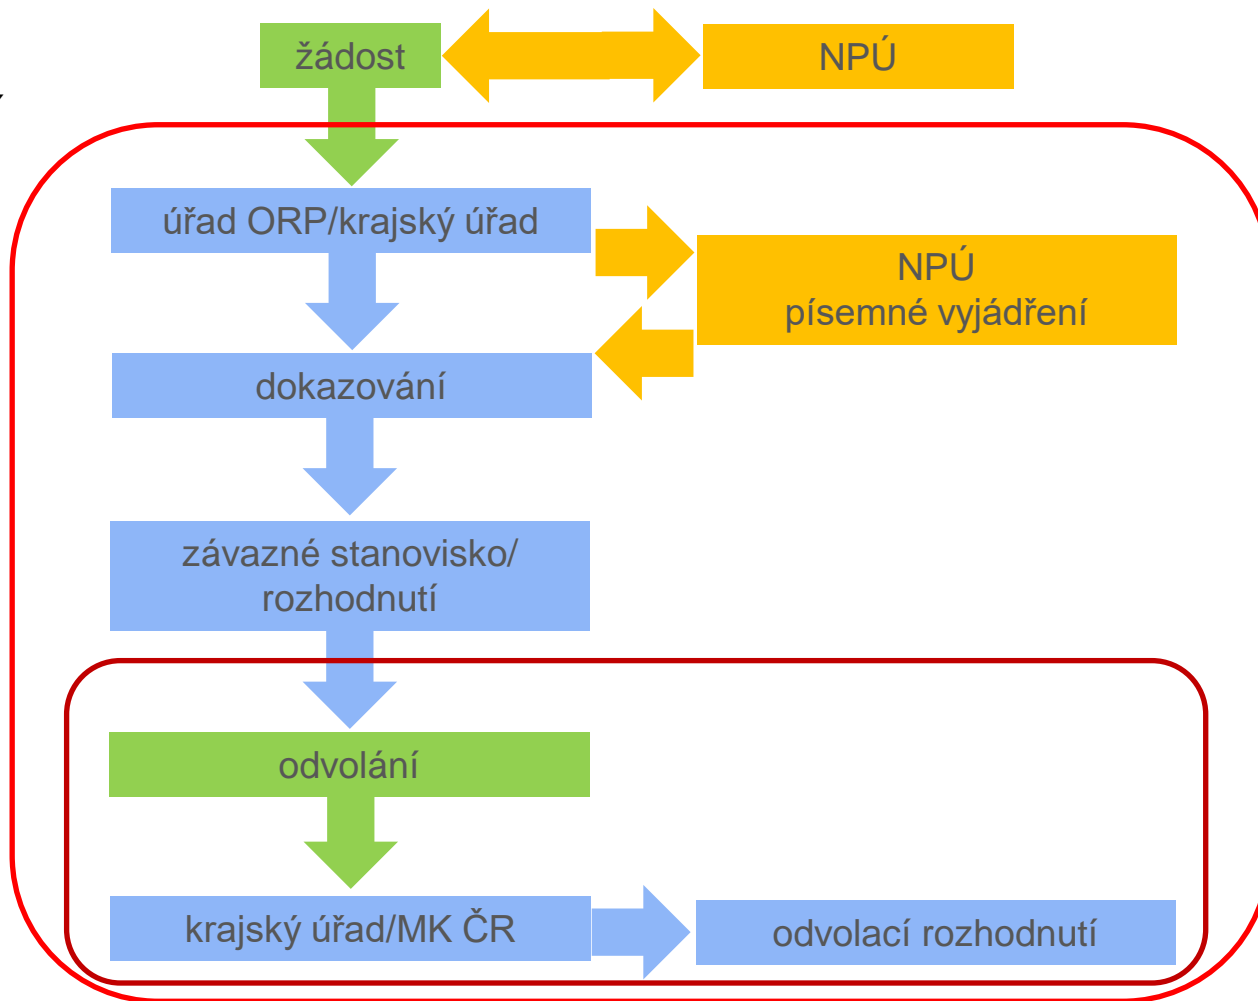 žádost
NPÚ
úřad ORP/krajský úřad
NPÚ
písemné vyjádření
dokazování
závazné stanovisko/
rozhodnutí
odvolání
krajský úřad/MK ČR
odvolací rozhodnutí